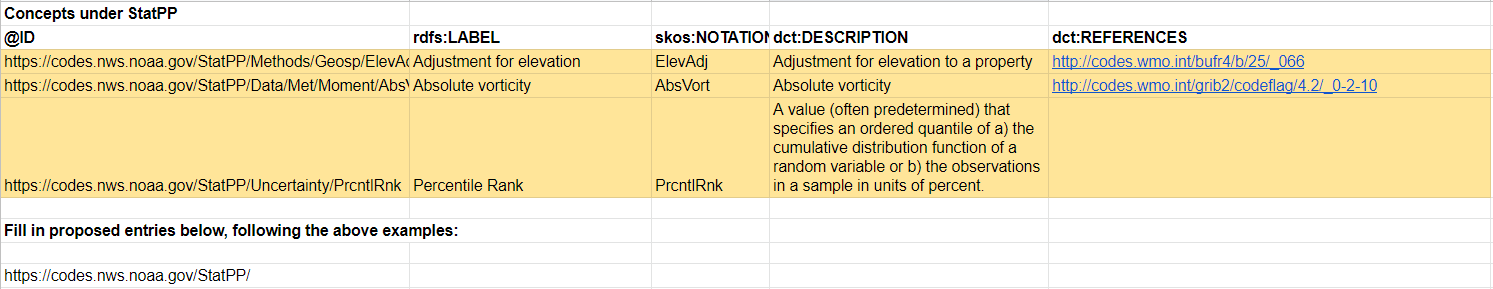 Concepts under StatPP
@ID rdfs:LABEL skos:NOTATION dct:DESCRIPTION dct:REFERENCES
https://codes.nws.noaa.gov/StatPP/Methods/Geosp/ElevAd Adjustment for elevation ElevAdj Adjustment for elevation to a property http://codes.wmo.int/bufr4/b/25/_066
https://codes.nws.noaa.gov/StatPP/Data/Met/Moment/AbsV Absolute vorticity AbsVort Absolute vorticity http://codes.wmo.int/grib2/codeflag/4.2/_0-2-10
A value (often predetermined) that
specifies an ordered quantile of a) the
cumulative distribution function of a
random variable or b) the observations
https://codes.nws.noaa.gov/StatPP/Uncertainty/PrcntlRnk Percentile Rank PrcntlRnk in a sample in units of percent.
Fill in proposed entries below, following the above examples:
https://codes.nws.noaa.gov/StatPP/